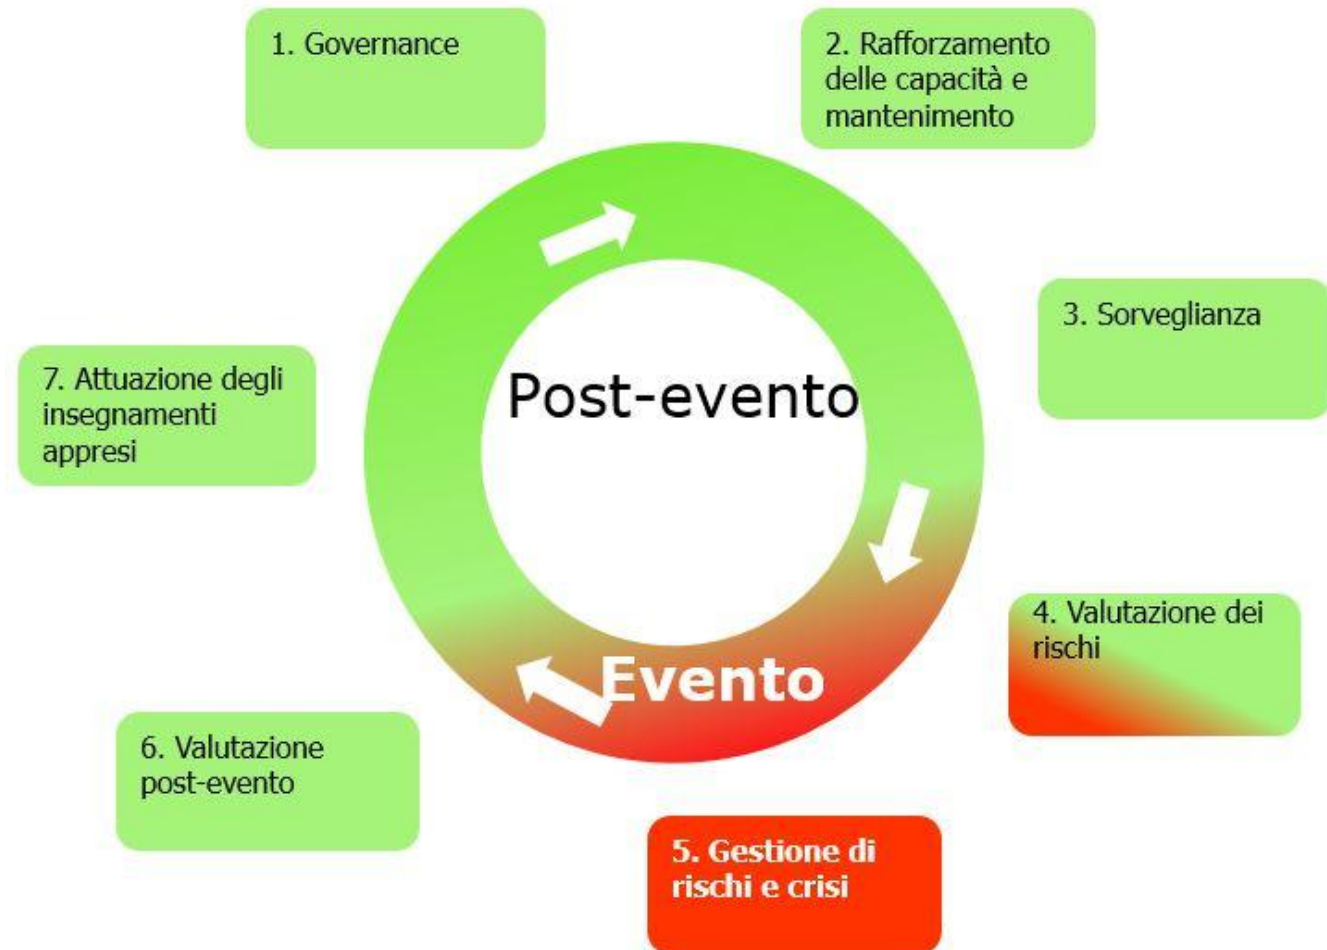 1. Governance
2. Rafforzamento
delle capacità e
mantenimento
3. Sorveglianza
Post-evento
7. Attuazione degli
insegnamenti
appresi
4. Valutazione dei
rischi
Evento
6. Valutazione
post-evento
5. Gestione di
rischi e crisi